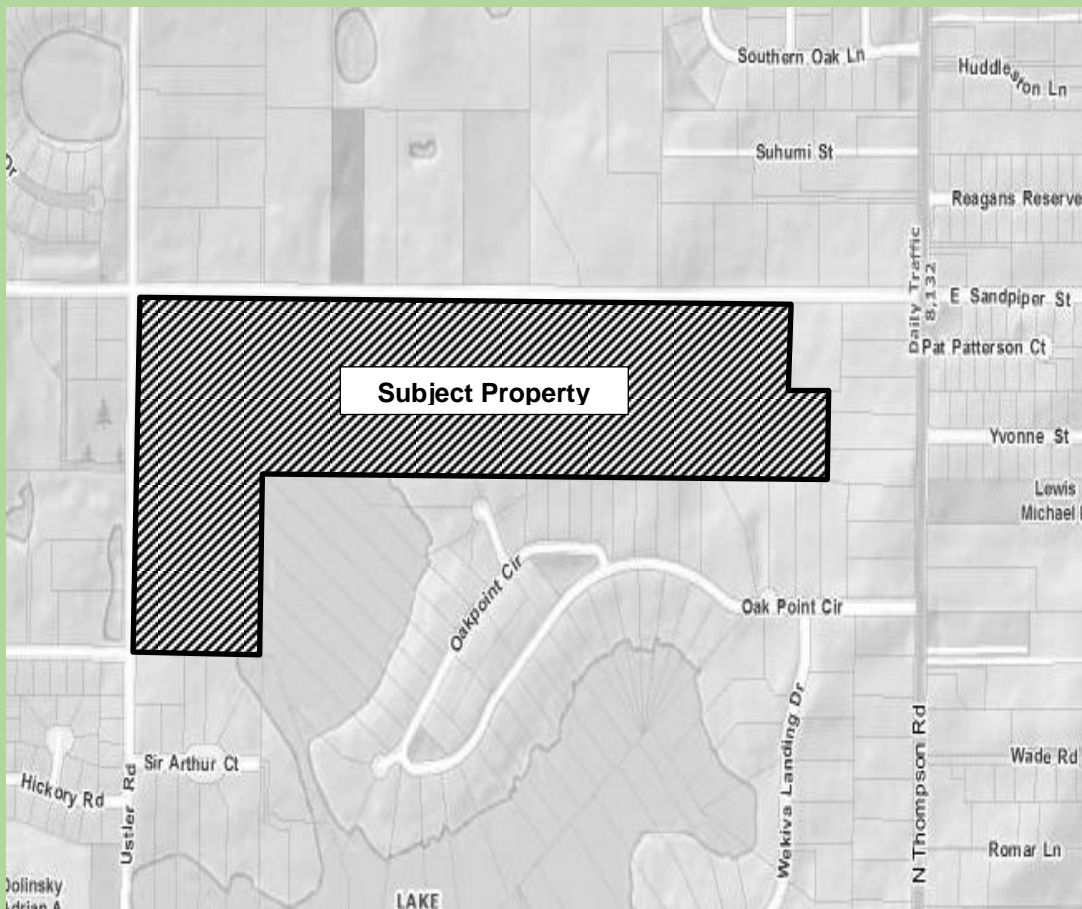 Southern Oak Ln
Huddleston Ln
Suhumi St
Dr
Reagans Reserve
Daily Traffic
8,132
E Sandpiper St
Pat Patterson Ct
Subject Property
Yvonne St
Lewis
Michael
Oakpoint Cir
Oak Point Cir
Wekiva Landing Dr
N Thompson Rd
Wade Rd
Sir Arthur Ct
Hickory Rd
Ustler Rd
Romar Ln
Dolinsky
Adrian A
LAKE